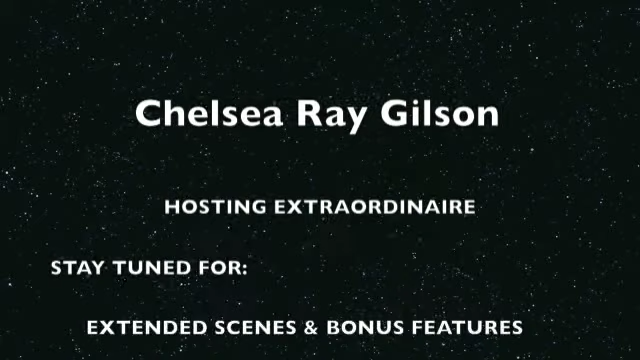 Chelsea Ray Gilson
HOSTING EXTRAORDINAIRE
STAY TUNED FOR:
EXTENDED SCENES & BONUS FEATURES